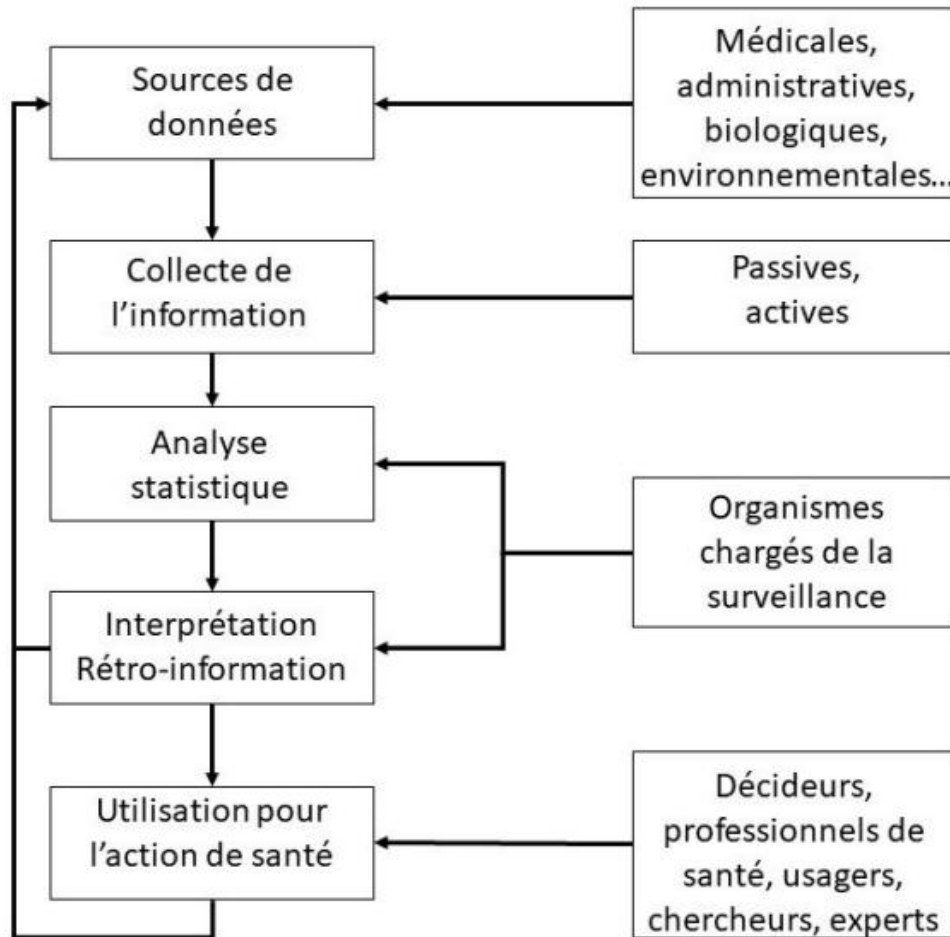 Sources de
données
Médicales,
administratives,
biologiques,
environnementales...
Collecte de
l'information
Passives,
actives
Analyse
statistique
Organismes
chargés de la
surveillance
Interprétation
Rétro-information
Utilisation pour
l'action de santé
Décideurs,
professionnels de
santé, usagers,
chercheurs, experts